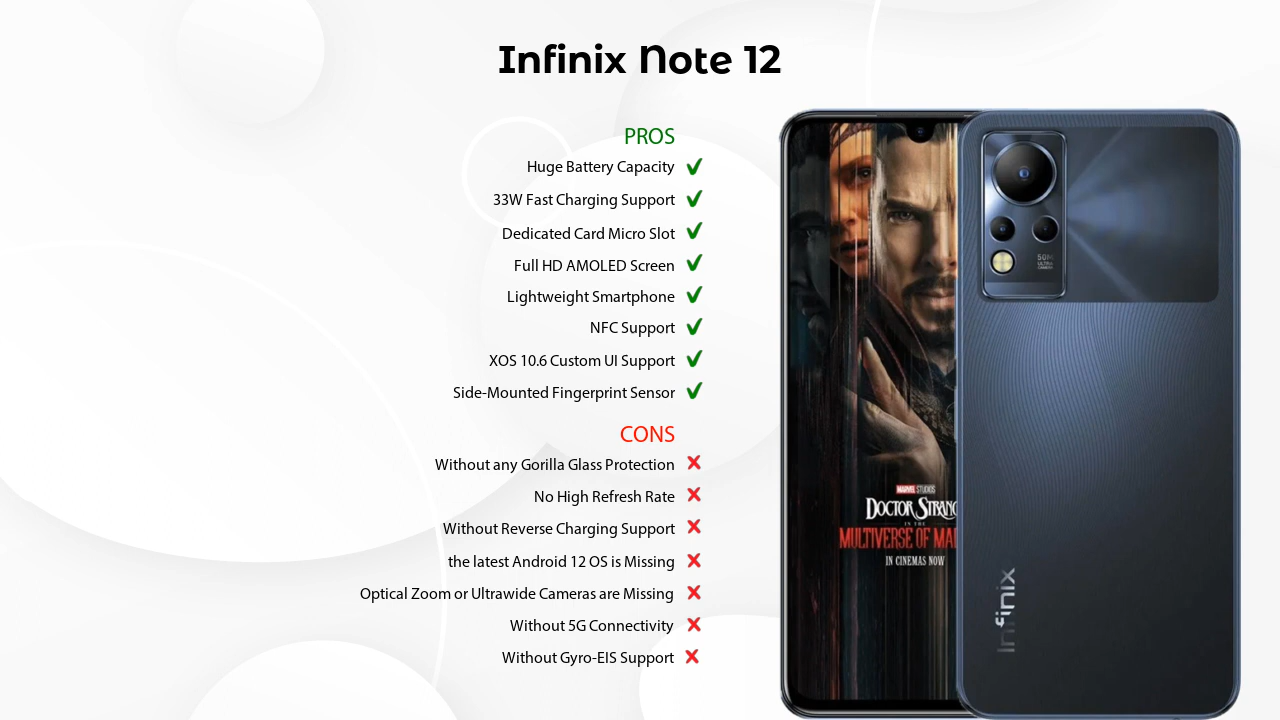 Infinix Note 12
PROS
Huge Battery Capacity
33W Fast Charging Support
Dedicated Card Micro Slot
Full HD AMOLED Screen
Lightweight Smartphone
NFC Support
XOS 10.6 Custom UI Support
Side-Mounted Fingerprint Sensor
CONS
Without any Gorilla Glass Protection
No High Refresh Rate
Without Reverse Charging Support
the latest Android 12 OS is Missing
Optical Zoom or Ultrawide Cameras are Missing
Without 5G Connectivity
Without Gyro-EIS Support
MARVEL STUDIOS
DOCTOR STRANG
IN THE
MULTIVERSE OF MA
IN CINEMAS NOW
50M
ULTRA
CAMERA
Infinix